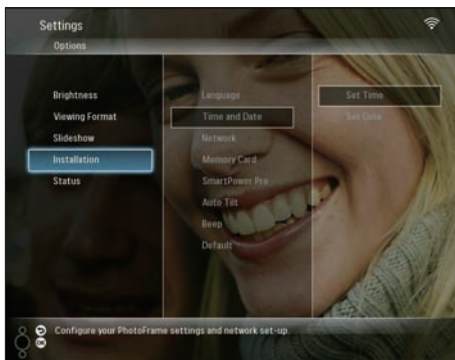 Settings
Options
Brightness
Viewing Format
Slideshow
Installation
Status
Language
Time and Date
Network
Memory Card
SmartPower Pro
Auto Tilt
Beep
Default
Set Time
Set Date
Configure your PhotoFrame settings and network set-up.
OK